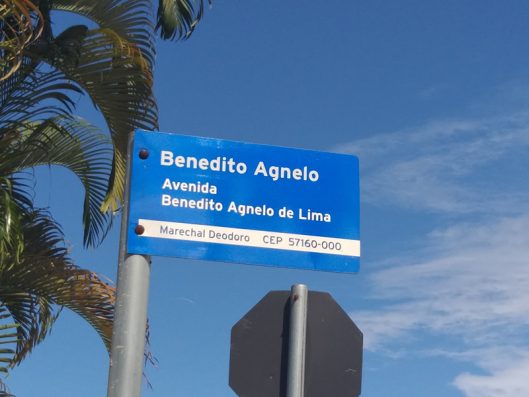 Benedito Agnelo
Avenida
Benedito Agnelo de Lima
Marechal Deodoro CEP 57160-000